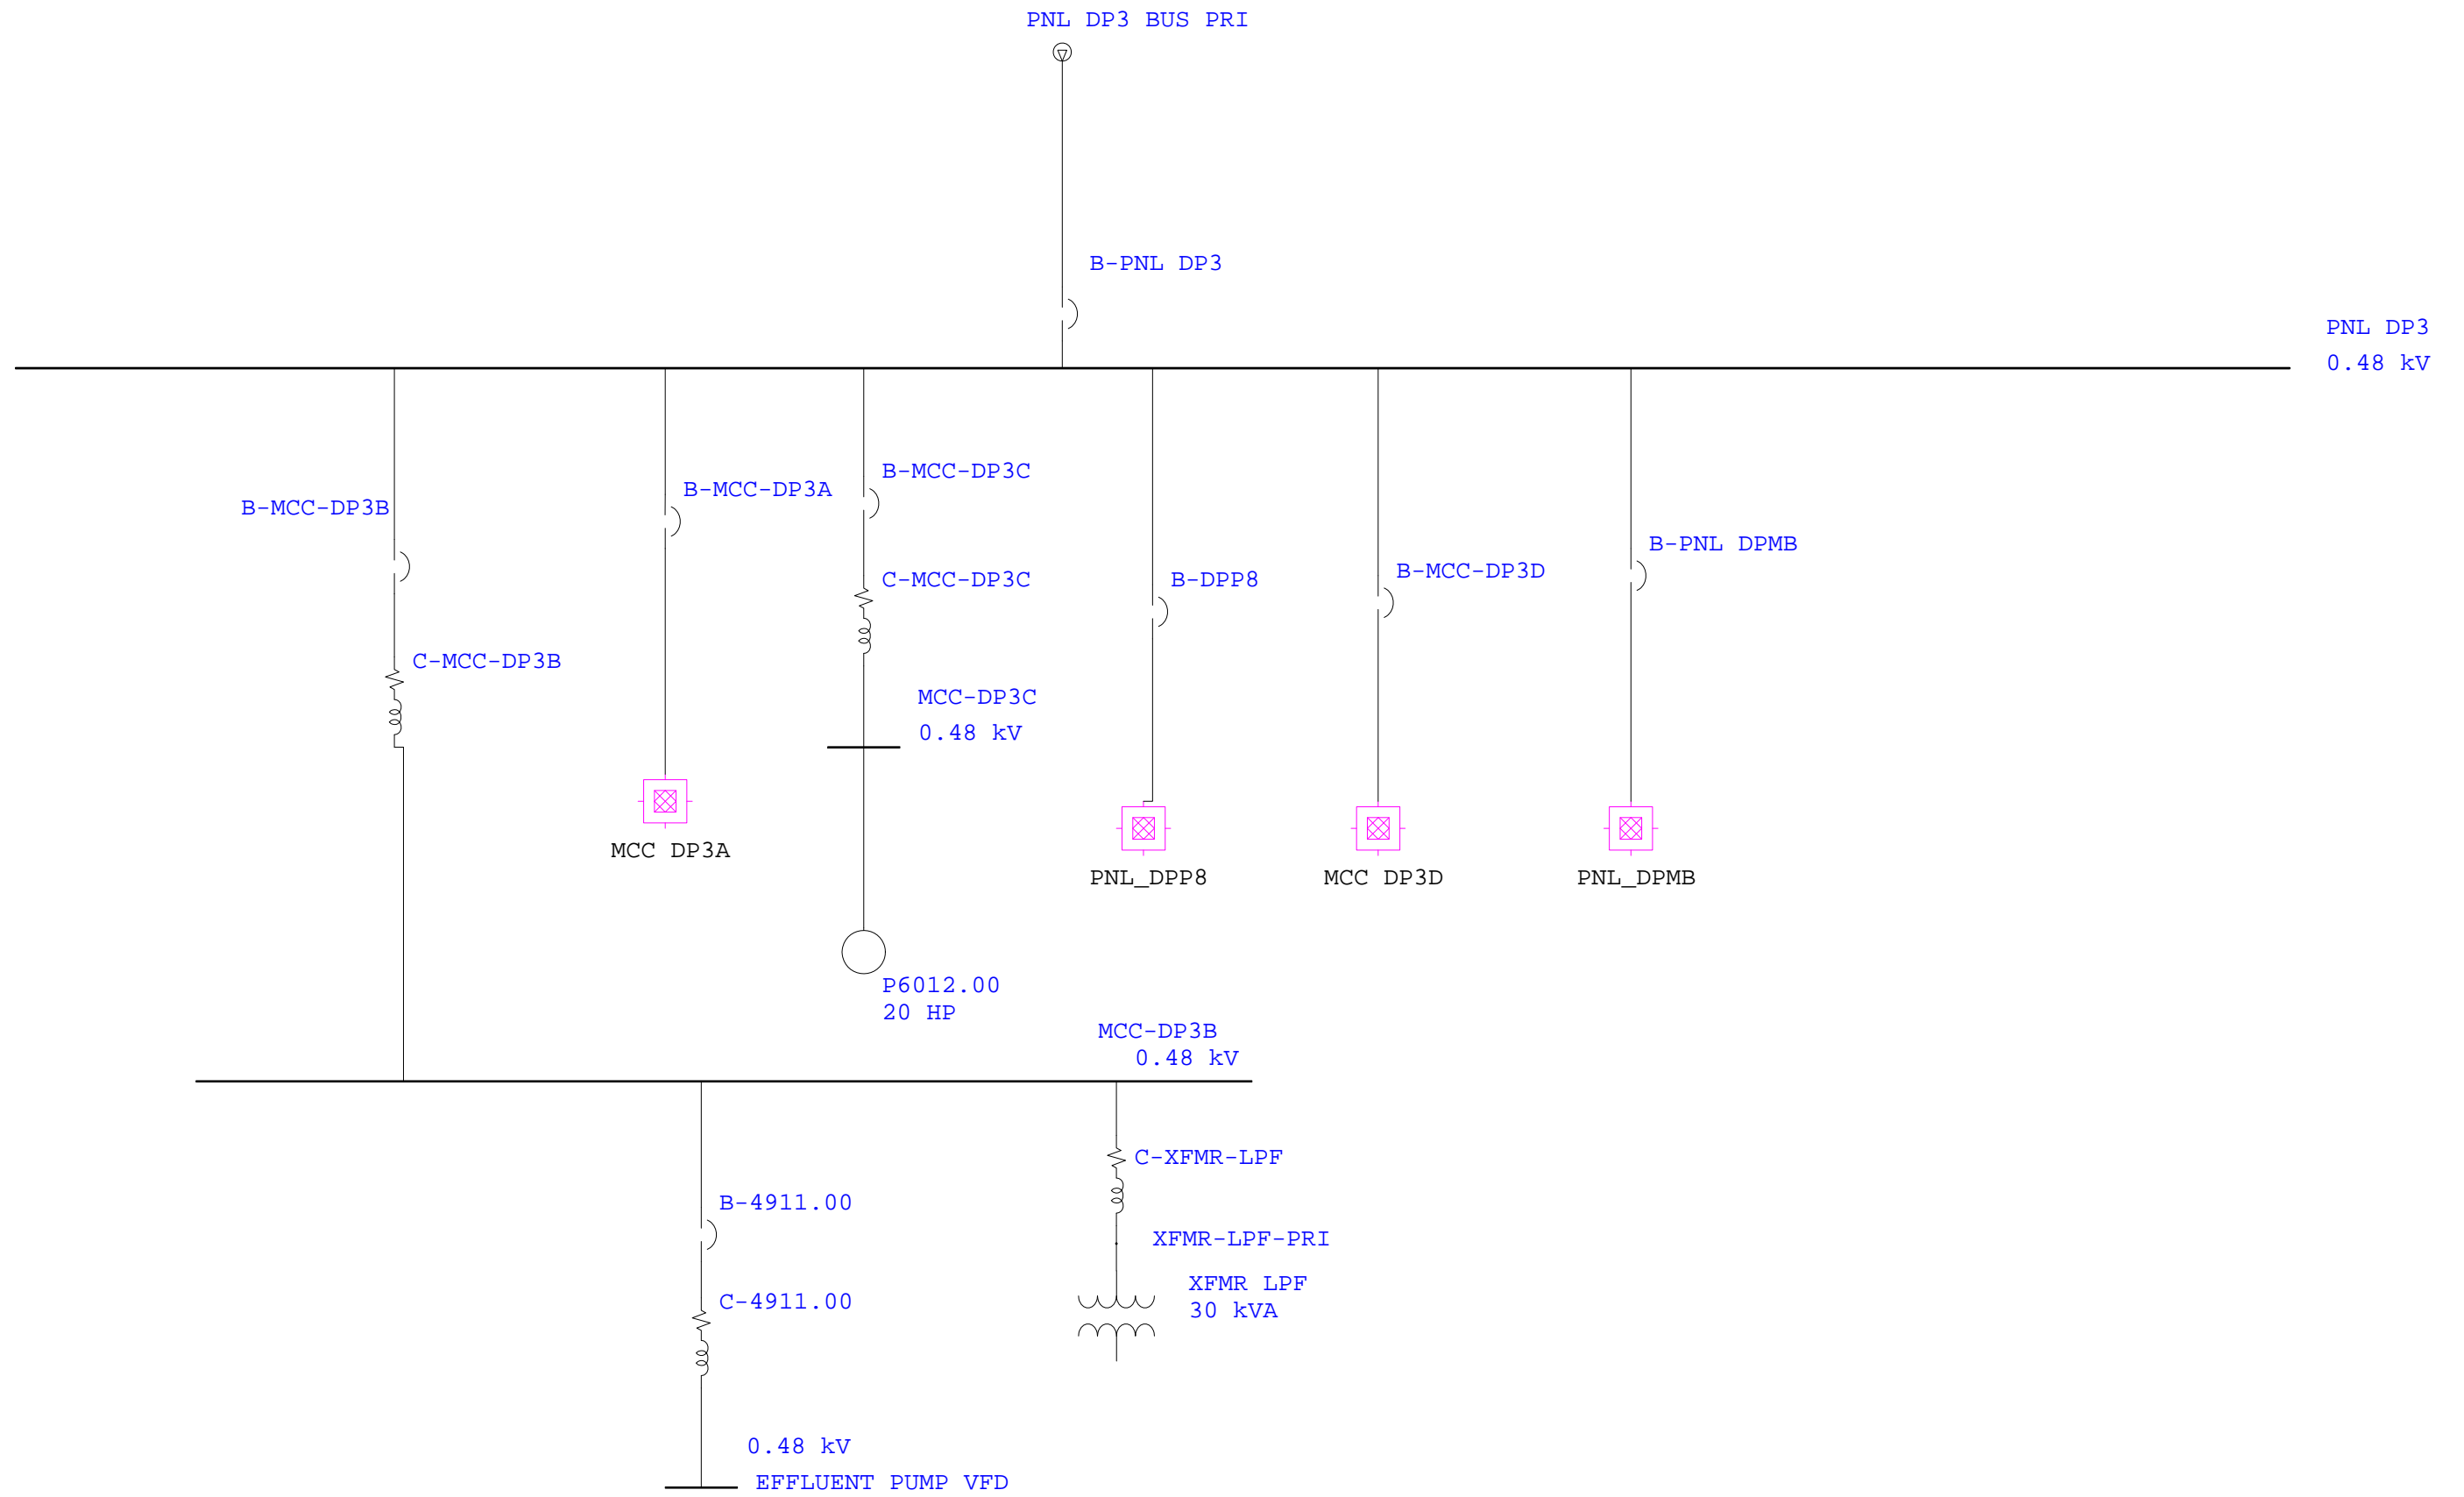 PNL DP3 BUS PRI
B-PNL DP3
PNL DP3
0.48 kV
B-MCC-DP3C
B-MCC-DP3A
B-MCC-DP3B
B-PNL DPMB
B-MCC-DP3D
C-MCC-DP3C
B-DPP8
C-MCC-DP3B
MCC-DP3C
0.48 kV
MCC DP3A
PNL_DPP8
MCC DP3D
PNL_DPMB
P6012.00
20 HP
MCC-DP3B
0.48 kV
C-XFMR-LPF
B-4911.00
XFMR-LPF-PRI
XFMR LPF
30 kVA
C-4911.00
0.48 kV
EFFLUENT PUMP VFD